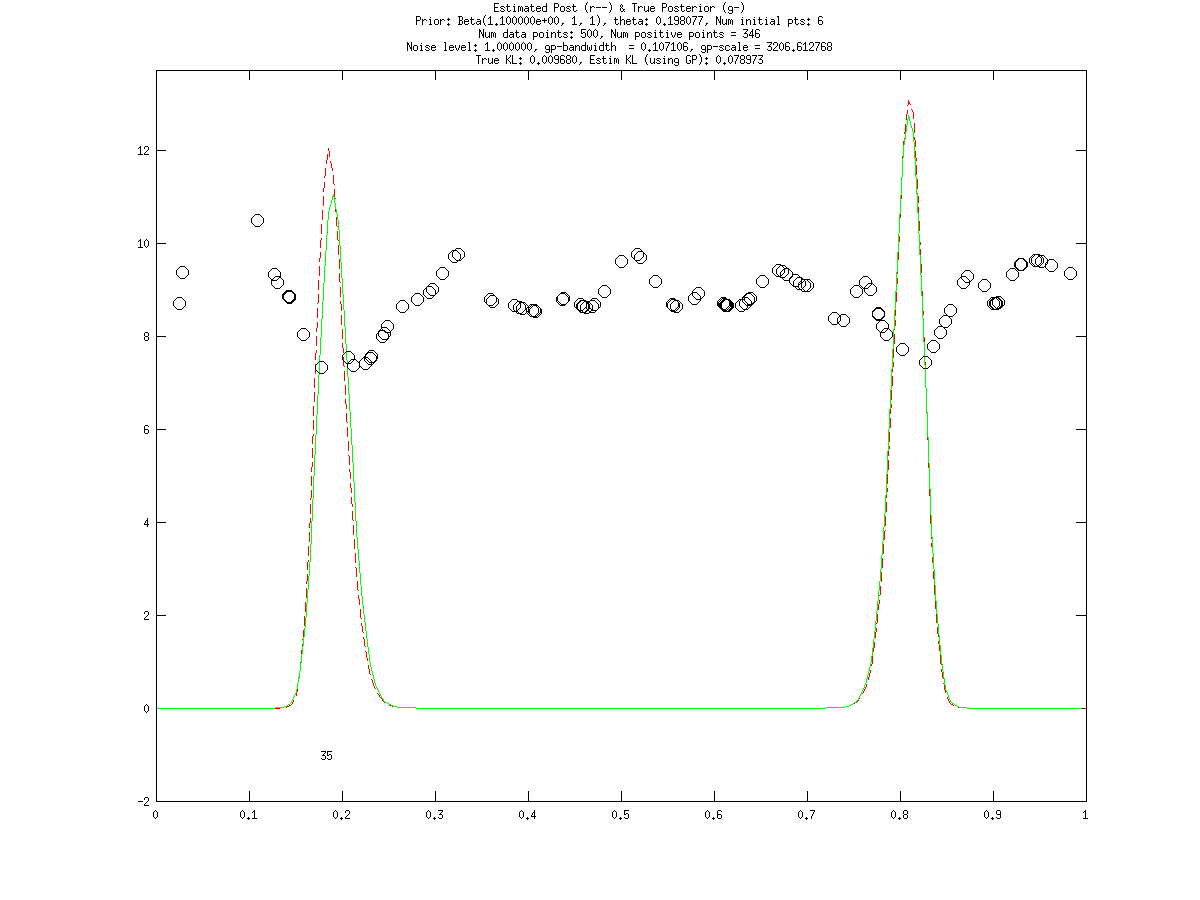 Estimated Post (r--) & True Posterior (g-)
Prior: Beta(1.100000e+00, 1, 1), theta: 0.198077, Num initial pts: 6
Num data points: 500, Num positive points = 346
Noise level: 1.000000, gp-bandwidth  = 0.107106, gp-scale = 3206.612768
True KL: 0.009680, Estim KL (using GP): 0.078973
12
10
8
6
4
2
0
35
-2
0 0.1 0.2 0.3 0.4 0.5 0.6 0.7 0.8 0.9 1